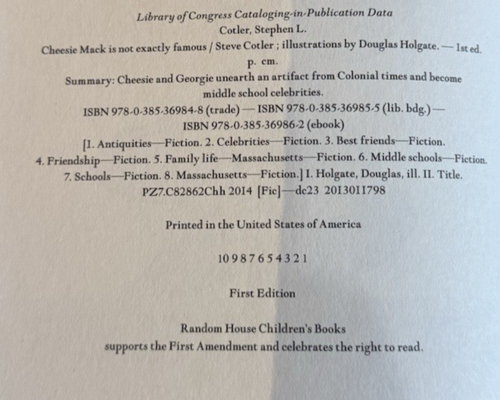 Library of Congress Cataloging-in-Publication Data
Cotler, Stephen L.
Cheesie Mack is not exactly famous / Steve Cotler ; illustrations by Douglas Holgate. — 1st ed.
p. cm.
Summary: Cheesie and Georgie unearth an artifact from Colonial times and become
middle school celebrities.
ISBN 978-0-385-36984-8 (trade) — ISBN 978-0-385-36985-5 (lib. bdg.) —
ISBN 978-0-385-36986-2 (ebook)
[1. Antiquities—Fiction. 2. Celebrities—Fiction. 3. Best friends—Fiction.
4. Friendship—Fiction. 5. Family life—Massachusetts—Fiction. 6. Middle schools—Fiction.
7. Schools—Fiction. 8. Massachusetts—Fiction.] I. Holgate, Douglas, ill. II. Title.
PZ7.C82862Chh 2014 [Fic]—dc23 2013011798
Printed in the United States of America
10 9 8 7 6 5 4 3 2 1
First Edition
Random House Children's Books
supports the First Amendment and celebrates the right to read.